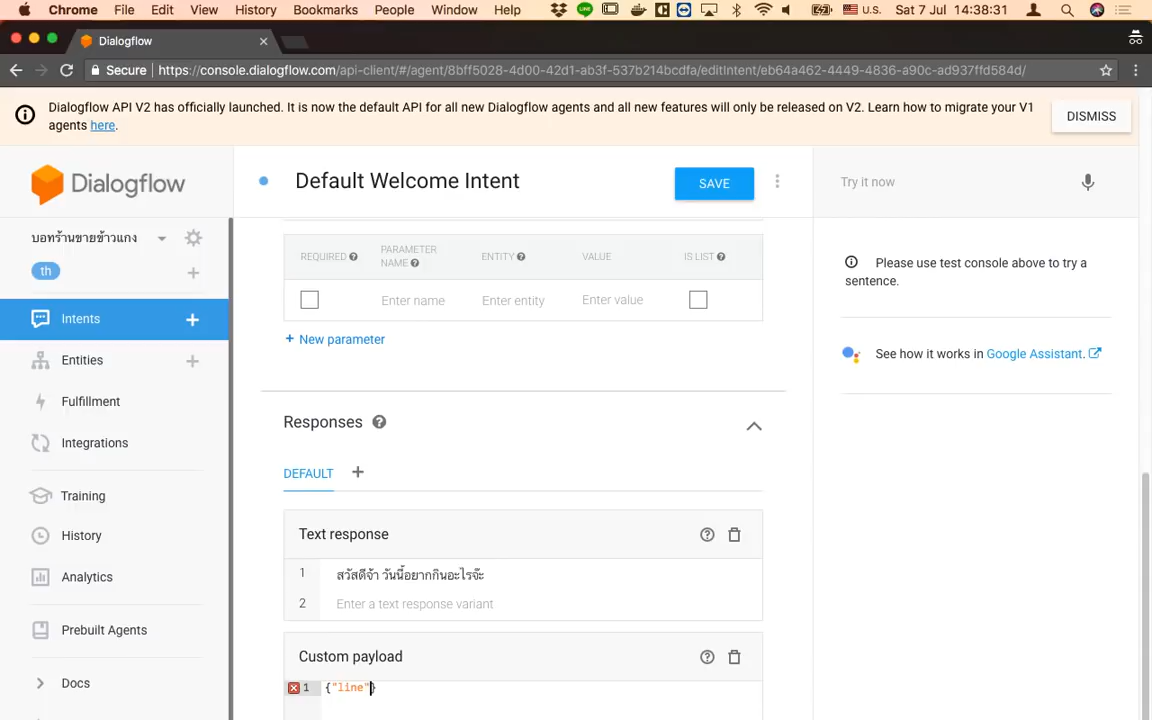 Chrome File Edit View History Bookmarks People Window Help U.S. Sat 7 Jul 14:38:31
Dialogflow
Secure https://console.dialogflow.com/api-client/#/agent/8bff5028-4d00-42d1-ab3f-537b214bcdfa/editIntent/eb64a462-4449-4836-a90c-ad937ffd584d/
Dialogflow API V2 has officially launched. It is now the default API for all new Dialogflow agents and all new features will only be released on V2. Learn how to migrate your V1
agents here.
DISMISS
Dialogflow
Default Welcome Intent
SAVE
Try it now
บอทร้านขายข้าวแกง
th
Intents
Entities
Fulfillment
Integrations
Training
History
Analytics
Prebuilt Agents
Docs
REQUIRED PARAMETER NAME ENTITY VALUE IS LIST
Enter name Enter entity Enter value
+ New parameter
Responses
DEFAULT +
Text response
1 สวัสดีจ้า วันนี้อยากกินอะไรจ๊ะ
2 Enter a text response variant
Custom payload
1 {"line"}
Please use test console above to try a
sentence.
See how it works in Google Assistant.